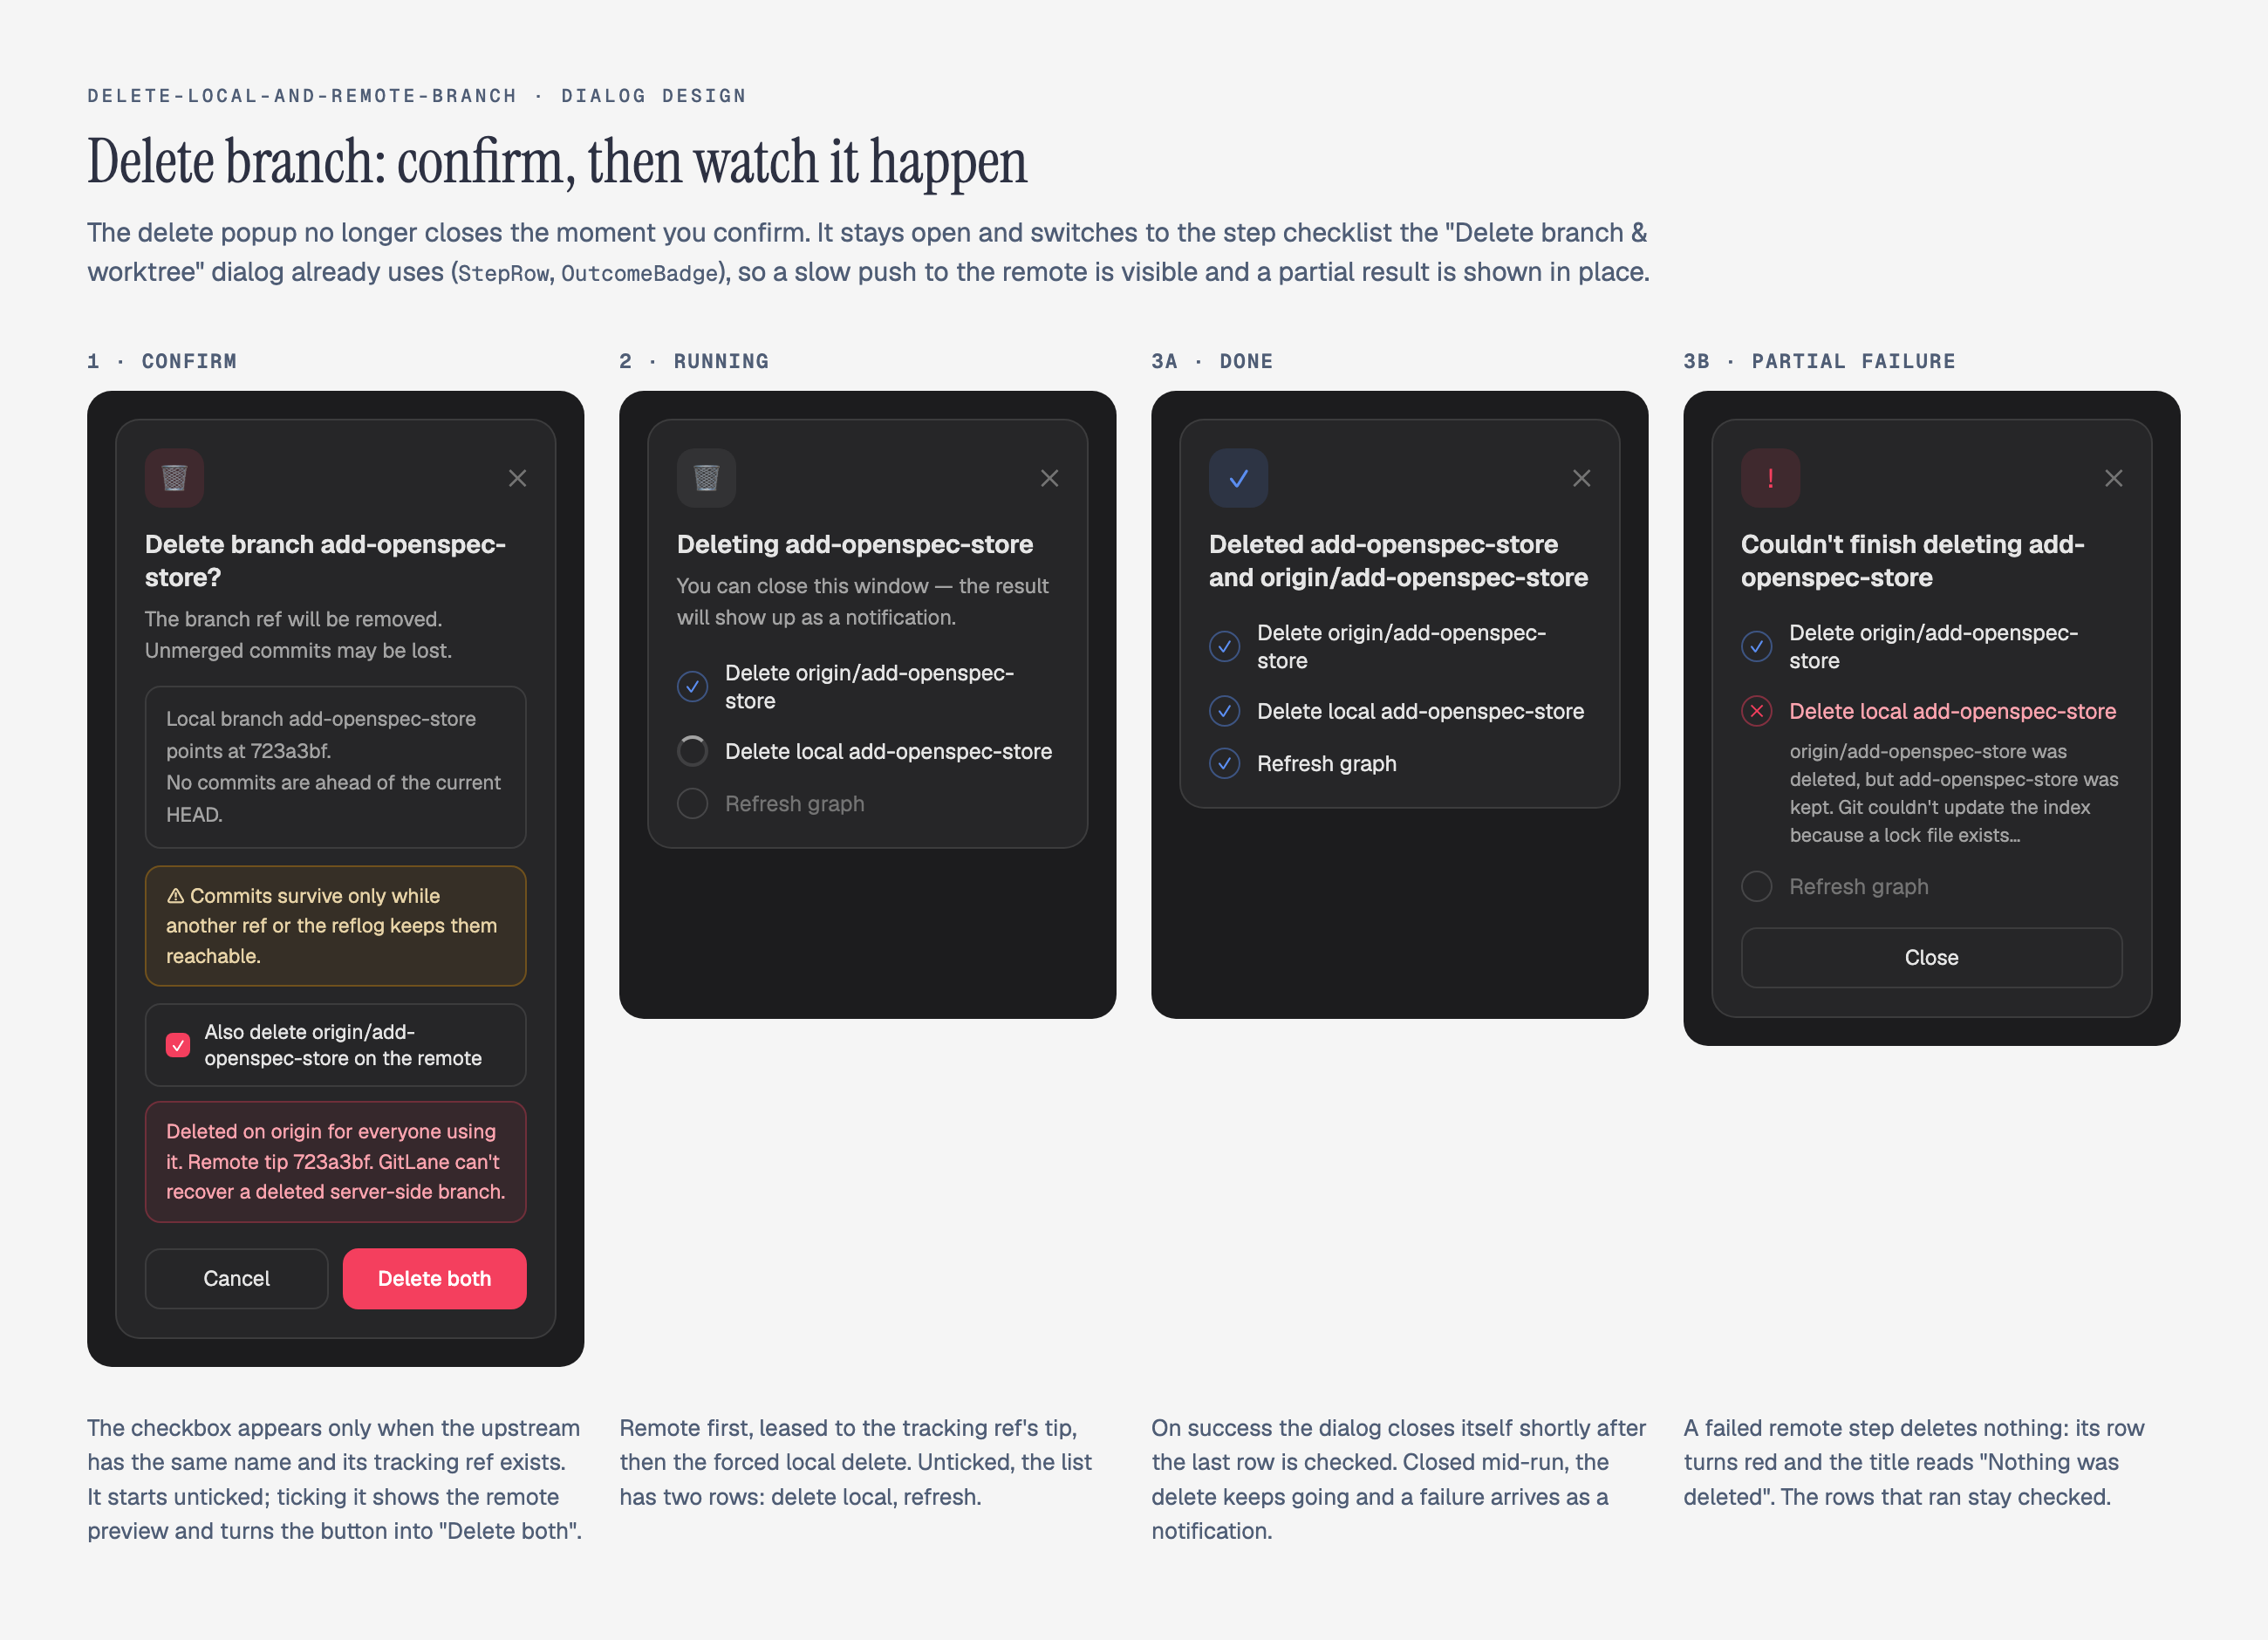 DELETE-LOCAL-AND-REMOTE-BRANCH · DIALOG DESIGN
Delete branch: confirm, then watch it happen
The delete popup no longer closes the moment you confirm. It stays open and switches to the step checklist the "Delete branch &
worktree" dialog already uses (StepRow, OutcomeBadge), so a slow push to the remote is visible and a partial result is shown in place.
1 · CONFIRM
Delete branch add-openspec-
store?
The branch ref will be removed.
Unmerged commits may be lost.
Local branch add-openspec-store
points at 723a3bf.
No commits are ahead of the current
HEAD.
⚠ Commits survive only while
another ref or the reflog keeps them
reachable.
Also delete origin/add-
openspec-store on the remote
Deleted on origin for everyone using
it. Remote tip 723a3bf. GitLane can't
recover a deleted server-side branch.
Cancel
Delete both
The checkbox appears only when the upstream
has the same name and its tracking ref exists.
It starts unticked; ticking it shows the remote
preview and turns the button into "Delete both".
2 · RUNNING
Deleting add-openspec-store
You can close this window — the result
will show up as a notification.
Delete origin/add-openspec-
store
Delete local add-openspec-store
Refresh graph
Remote first, leased to the tracking ref's tip,
then the forced local delete. Unticked, the list
has two rows: delete local, refresh.
3A · DONE
Deleted add-openspec-store
and origin/add-openspec-store
Delete origin/add-openspec-
store
Delete local add-openspec-store
Refresh graph
On success the dialog closes itself shortly after
the last row is checked. Closed mid-run, the
delete keeps going and a failure arrives as a
notification.
3B · PARTIAL FAILURE
Couldn't finish deleting add-
openspec-store
Delete origin/add-openspec-
store
Delete local add-openspec-store
origin/add-openspec-store was
deleted, but add-openspec-store was
kept. Git couldn't update the index
because a lock file exists...
Refresh graph
Close
A failed remote step deletes nothing: its row
turns red and the title reads "Nothing was
deleted". The rows that ran stay checked.